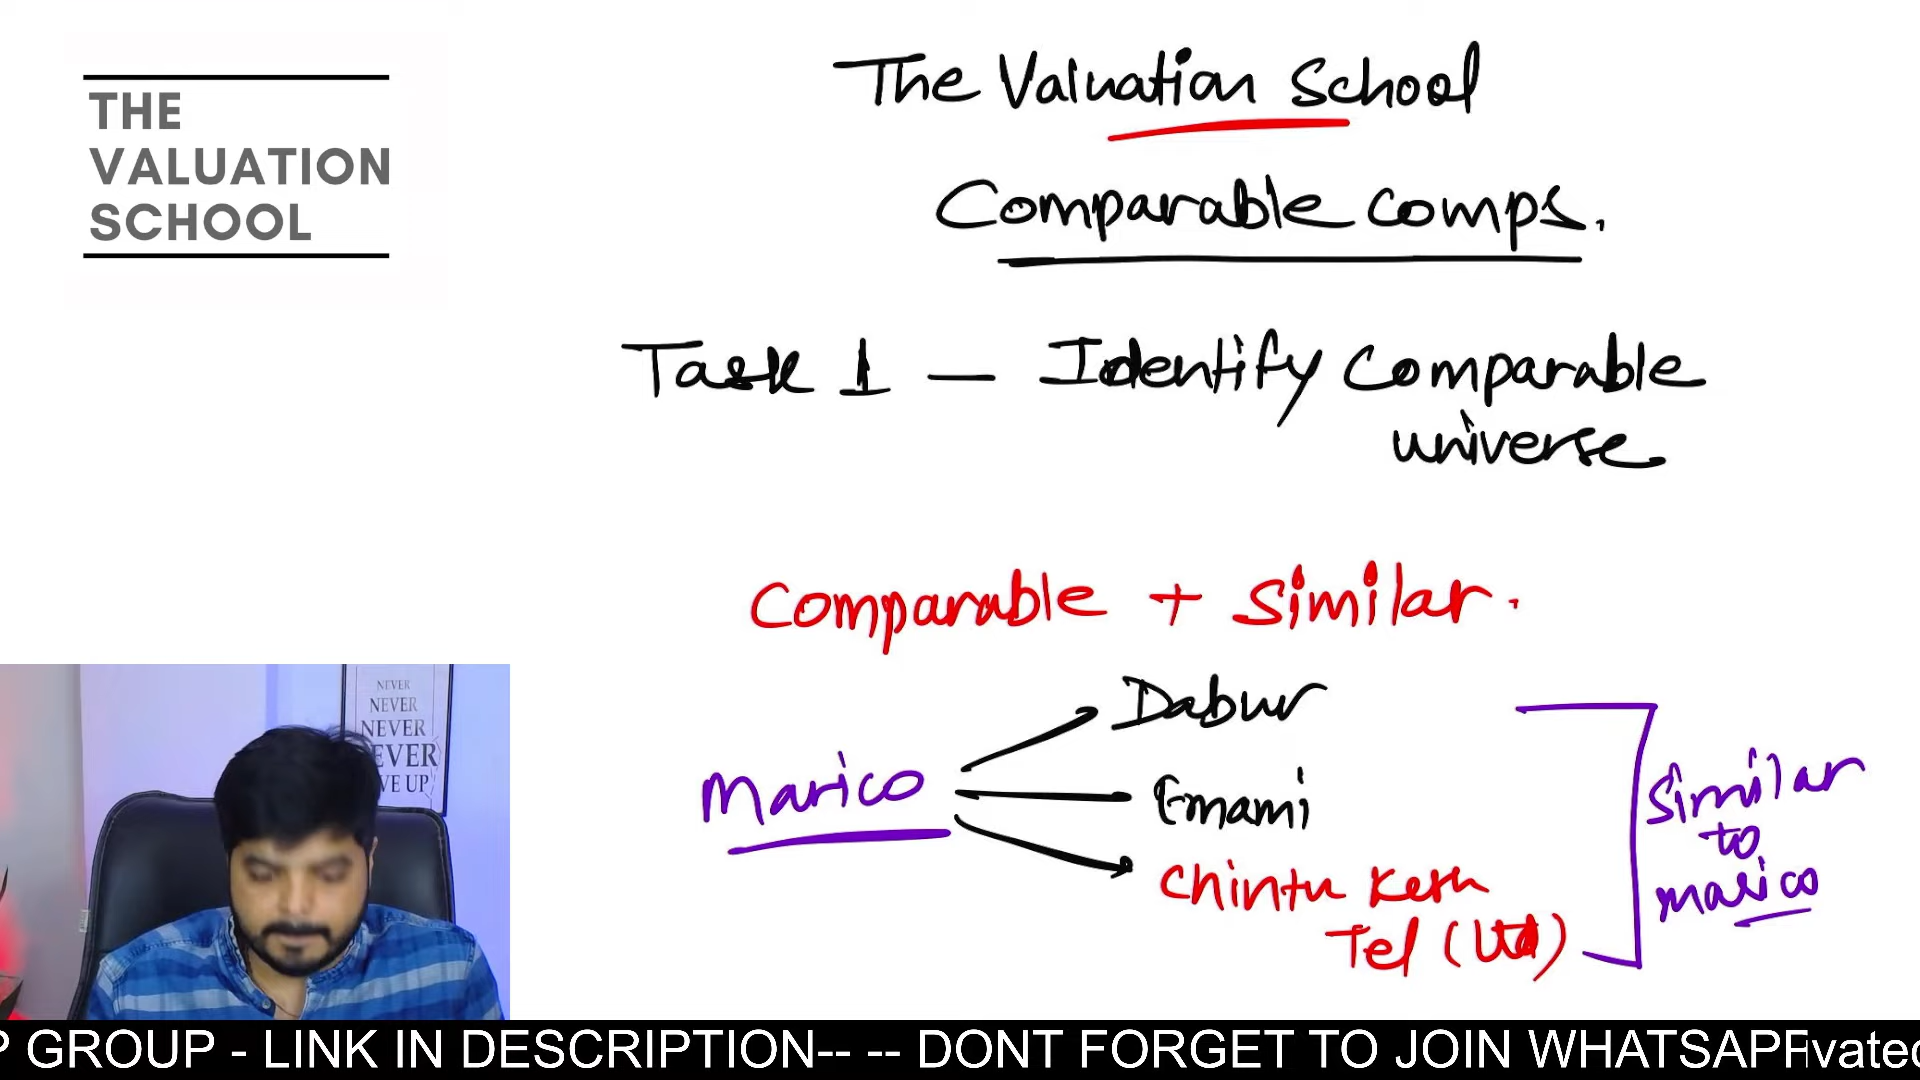 THE
VALUATION
SCHOOL
The Valuation School
Comparable comps.
Task 1 — Identify comparable
universe
Comparable + Similar.
Marico
Dabur
Emami
Chintu Kesh
Tel (Ltd)
Similar
to
marico
NEVER
NEVER
NEVER
EVER
VE UP
P GROUP - LINK IN DESCRIPTION-- -- DONT FORGET TO JOIN WHATSAPP